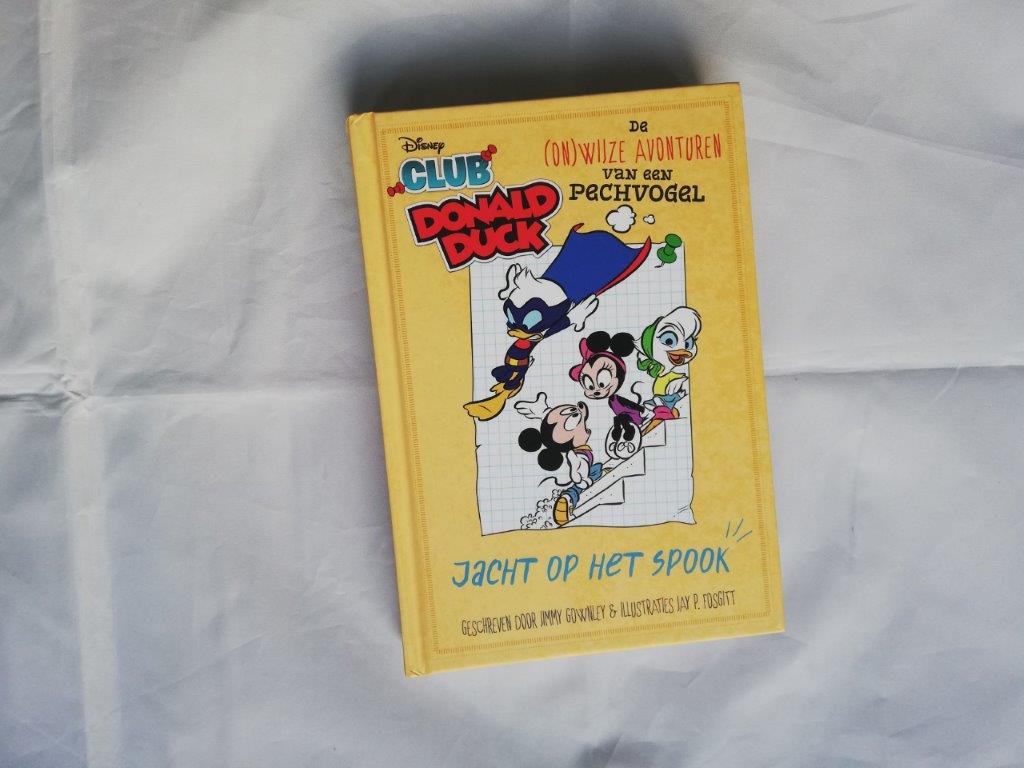 Disney
CLUB
DONALD
DUCK
De
(ON)WIJZE AVONTUREN
VAN EEN
PECHVOGEL
JACHT OP HET SPOOK
GESCHREVEN DOOR JIMMY GOWNLEY & ILLUSTRATIES JAY P. FOSGITT